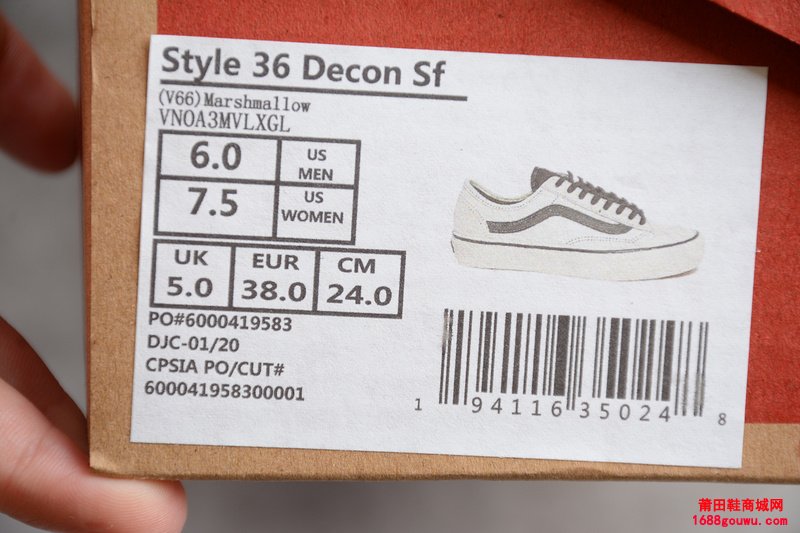 Style 36 Decon Sf
(V66)Marshmallow
VN0A3MVLXGL
6.0 US MEN
7.5 US WOMEN
UK EUR CM
5.0 38.0 24.0
PO#6000419583
DJC-01/20
CPSIA PO/CUT#
600041958300001
1 94116 35024 8
莆田鞋商城网
1688gouwu.com